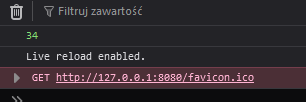 Filtruj zawartość
34
Live reload enabled.
GET http://127.0.0.1:8080/favicon.ico